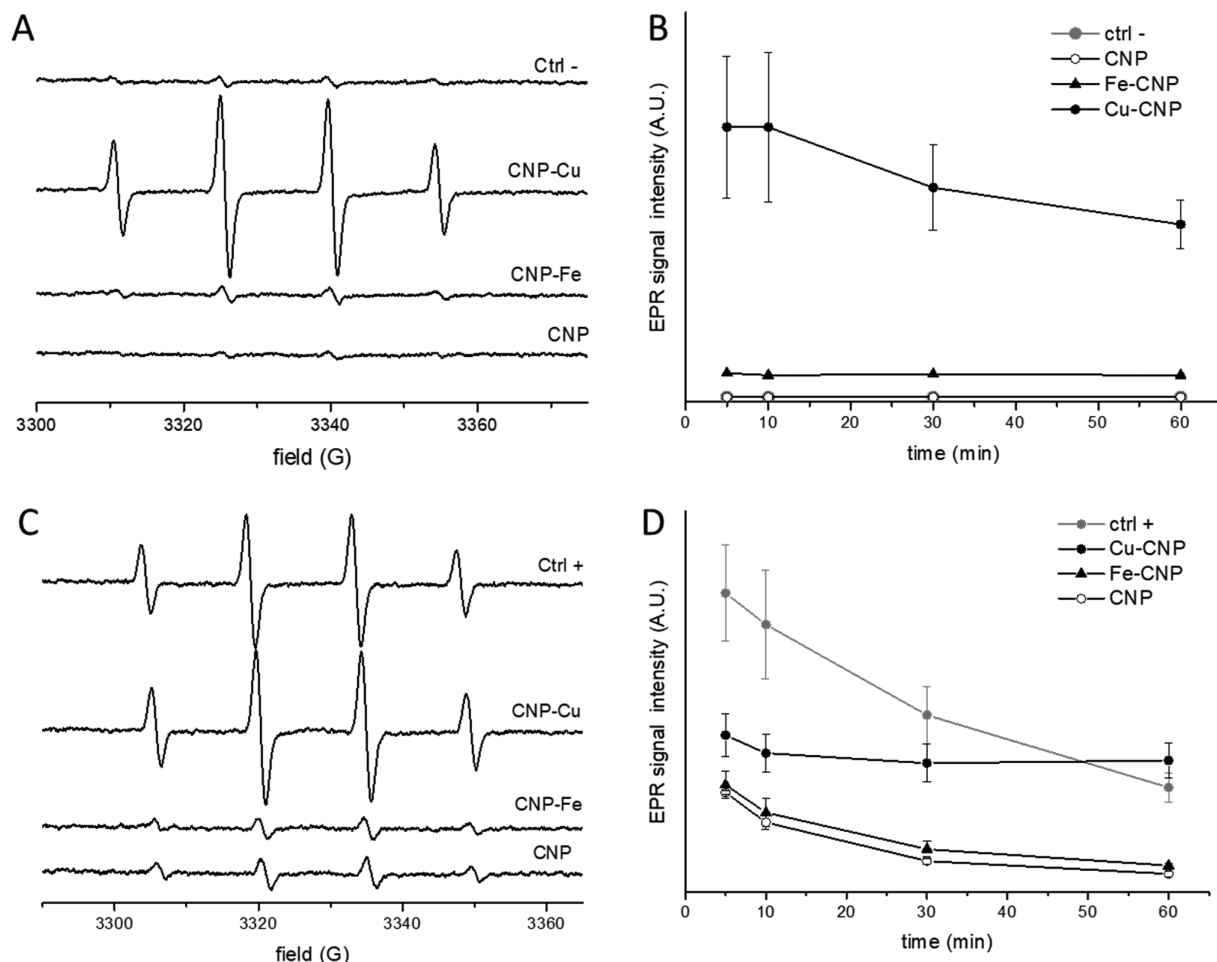 A
Ctrl -
CNP-Cu
CNP-Fe
CNP
3300
3320
3340
3360
field (G)
B
ctrl -
CNP
Fe-CNP
Cu-CNP
EPR signal intensity (A.U.)
0
10
20
30
40
50
60
time (min)
C
Ctrl +
CNP-Cu
CNP-Fe
CNP
3300
3320
3340
3360
field (G)
D
ctrl +
Cu-CNP
Fe-CNP
CNP
EPR signal intensity (A.U.)
0
10
20
30
40
50
60
time (min)